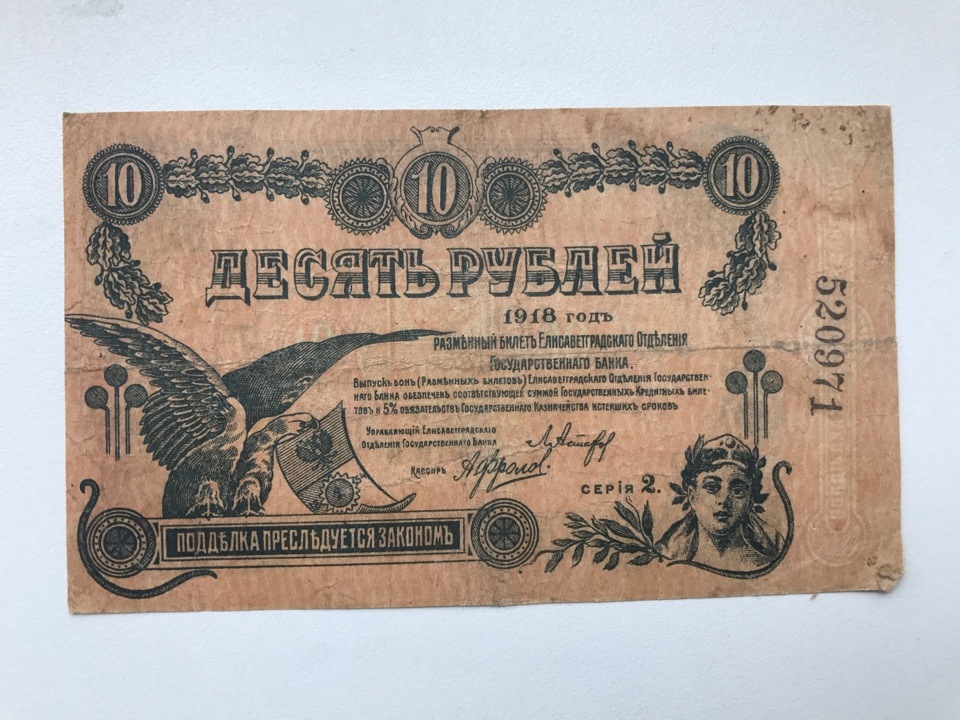 10 10 10
ДЕСЯТЬ РУБЛЕЙ
1918 годъ
РАЗМѢННЫЙ БИЛЕТЪ ЕЛИСАВЕТГРАДСКАГО ОТДѢЛЕНІЯ
ГОСУДАРСТВЕННАГО БАНКА.
Выпускъ бонъ (Размѣнныхъ билетовъ) Елисаветградскаго Отдѣленія Государствен-
наго Банка обезпеченъ соотвѣтствующей суммой Государственныхъ Кредитныхъ биле-
товъ и 5% обязательствъ Государственнаго Казначейства истекшихъ сроковъ
Управляющій Елисаветградскаго
Отдѣленія Государственнаго Банка
Кассиръ АФроловъ
СЕРІЯ 2.
ПОДДѢЛКА ПРЕСЛѢДУЕТСЯ ЗАКОНОМЪ
520971